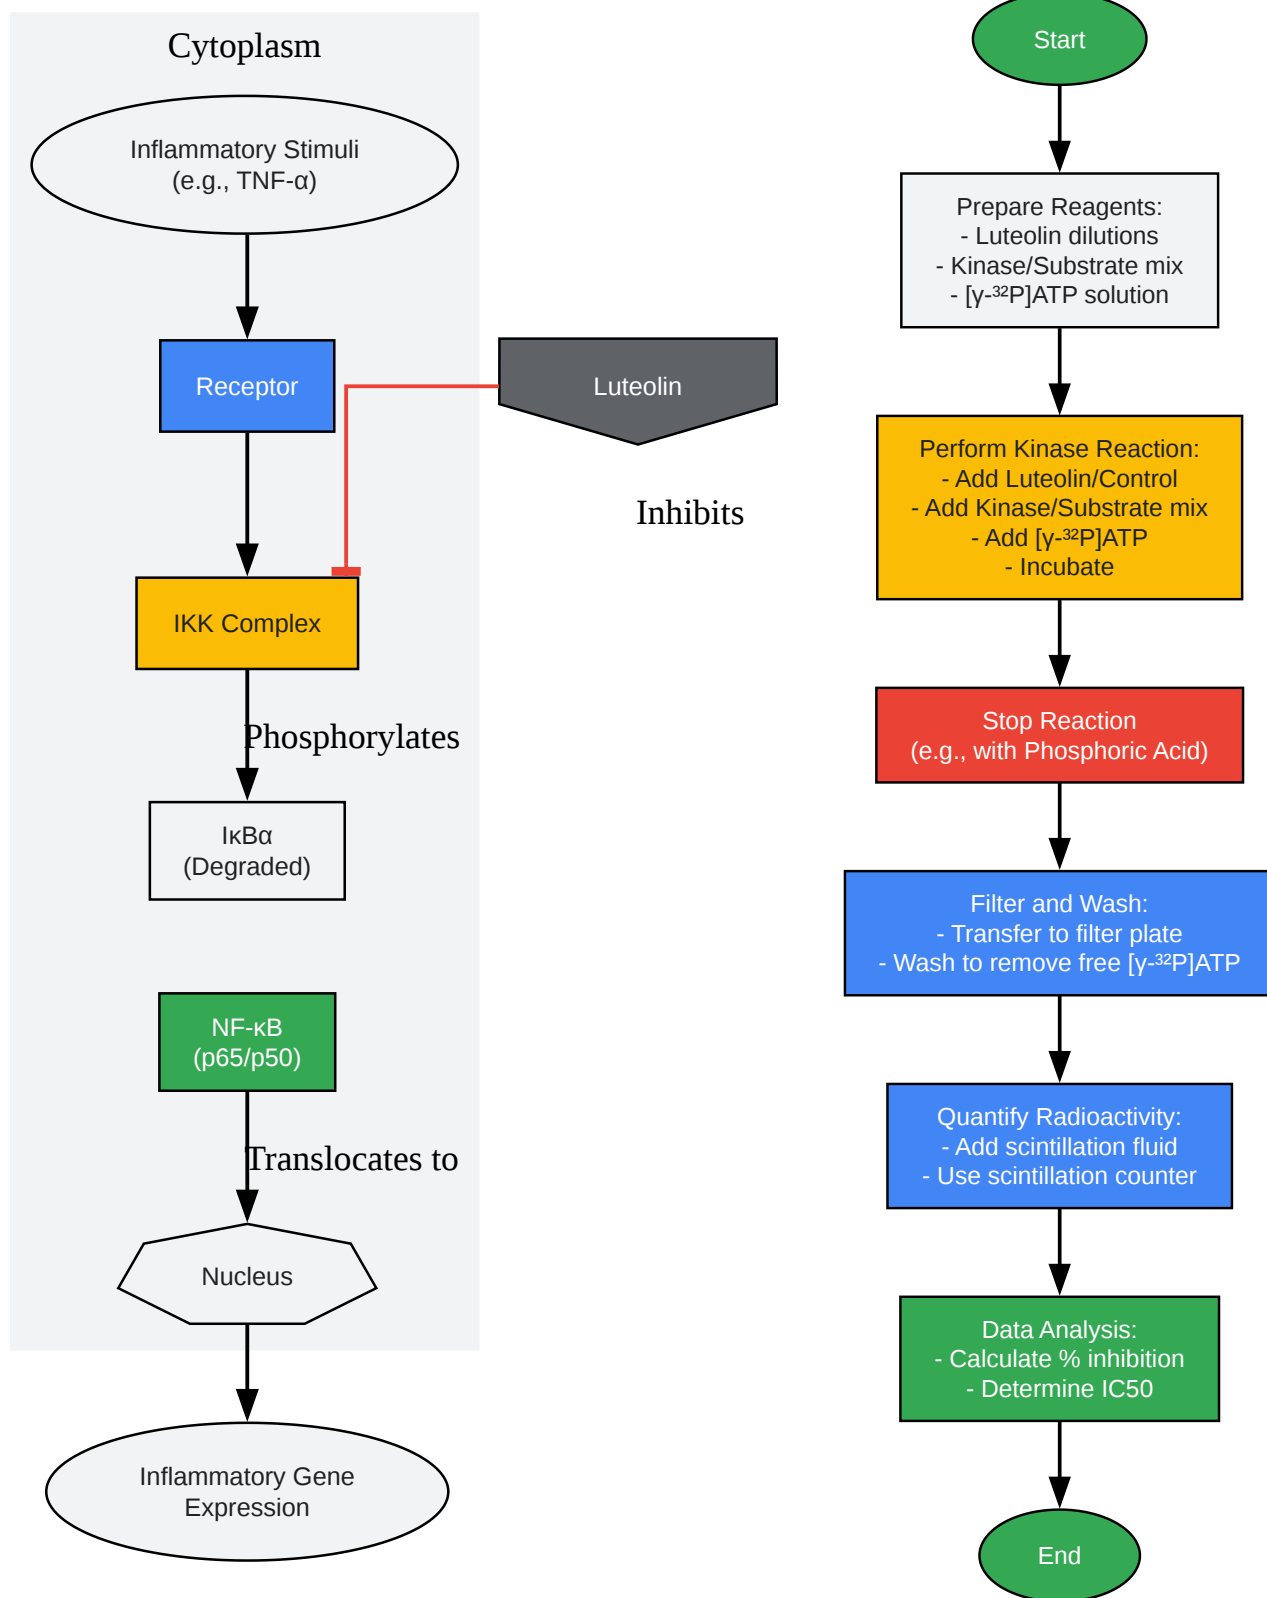 Cytoplasm
Inflammatory Stimuli
(e.g., TNF-α)
Receptor
Luteolin
Inhibits
IKK Complex
Phosphorylates
IκBα
(Degraded)
NF-κB
(p65/p50)
Translocates to
Nucleus
Inflammatory Gene
Expression
Start
Prepare Reagents:
- Luteolin dilutions
- Kinase/Substrate mix
- [γ-³²P]ATP solution
Perform Kinase Reaction:
- Add Luteolin/Control
- Add Kinase/Substrate mix
- Add [γ-³²P]ATP
- Incubate
Stop Reaction
(e.g., with Phosphoric Acid)
Filter and Wash:
- Transfer to filter plate
- Wash to remove free [γ-³²P]ATP
Quantify Radioactivity:
- Add scintillation fluid
- Use scintillation counter
Data Analysis:
- Calculate % inhibition
- Determine IC50
End